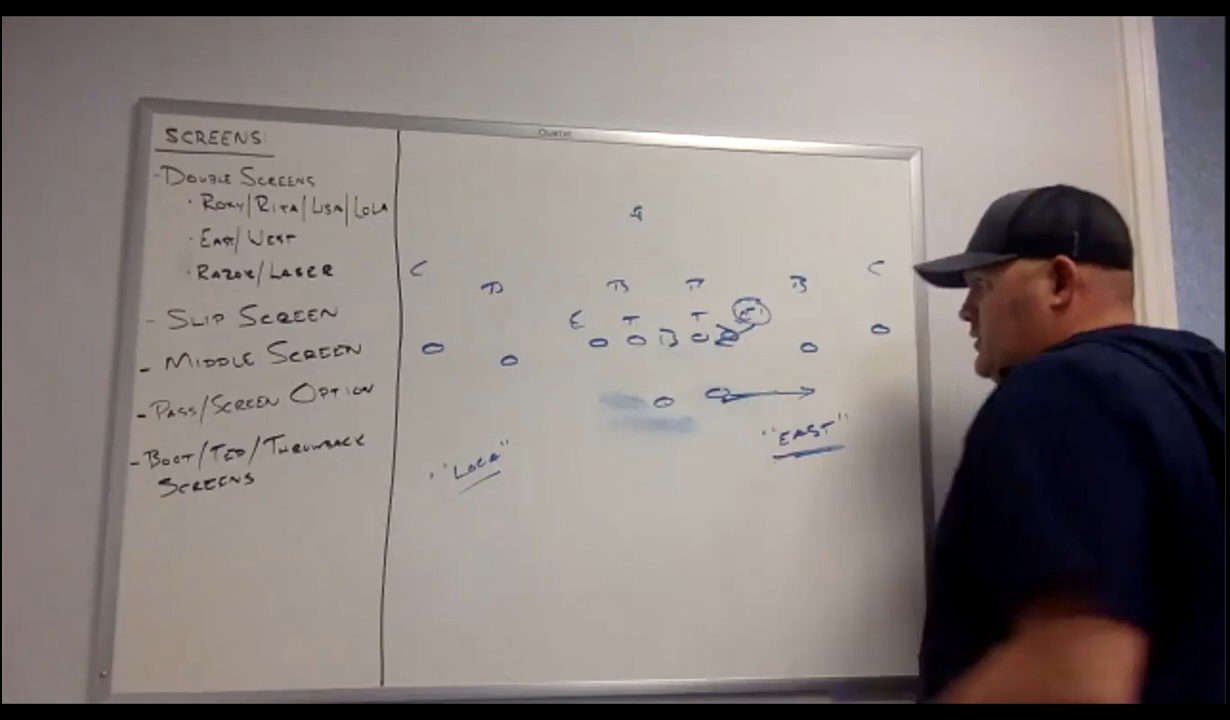 SCREENS:
- DOUBLE SCREENS
· ROXY/RITA/LISA/LOLA
· EAST/WEST
· RAZOR/LASER
- SLIP SCREEN
- MIDDLE SCREEN
- PASS/SCREEN OPTION
- BOOT/TED/THROWBACK
SCREENS
C
C
E
T
T
"EAST"
"LOLA"